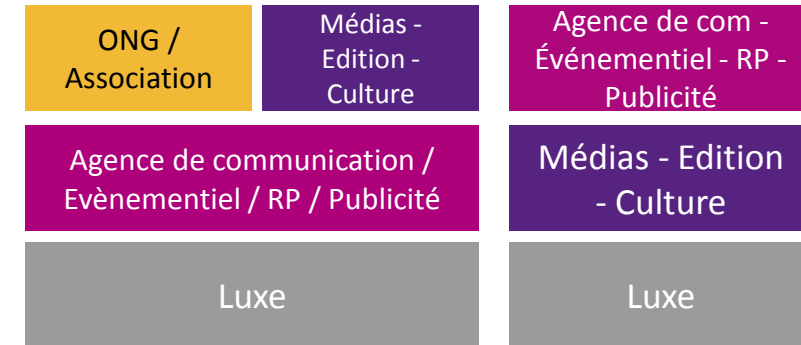 ONG /
Association
Médias -
Edition -
Culture
Agence de com -
Événementiel - RP -
Publicité
Agence de communication /
Evènementiel / RP / Publicité
Médias - Edition
- Culture
Luxe
Luxe